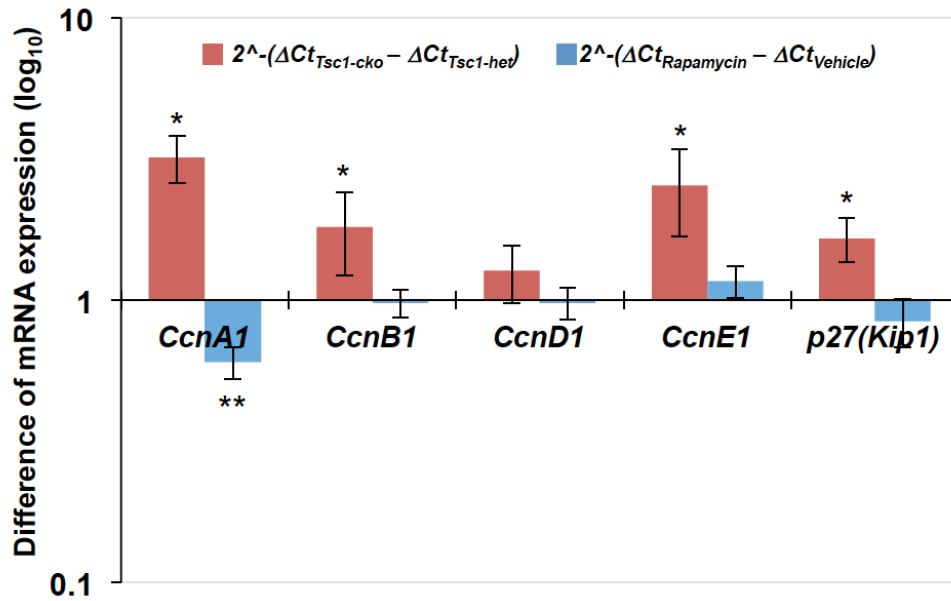 Difference of mRNA expression (log10)
10
1
0.1
2^-(ΔCtTsc1-cko – ΔCtTsc1-het) 2^-(ΔCtRapamycin – ΔCtVehicle)
* * * *
CcnA1 CcnB1 CcnD1 CcnE1 p27(Kip1)
**